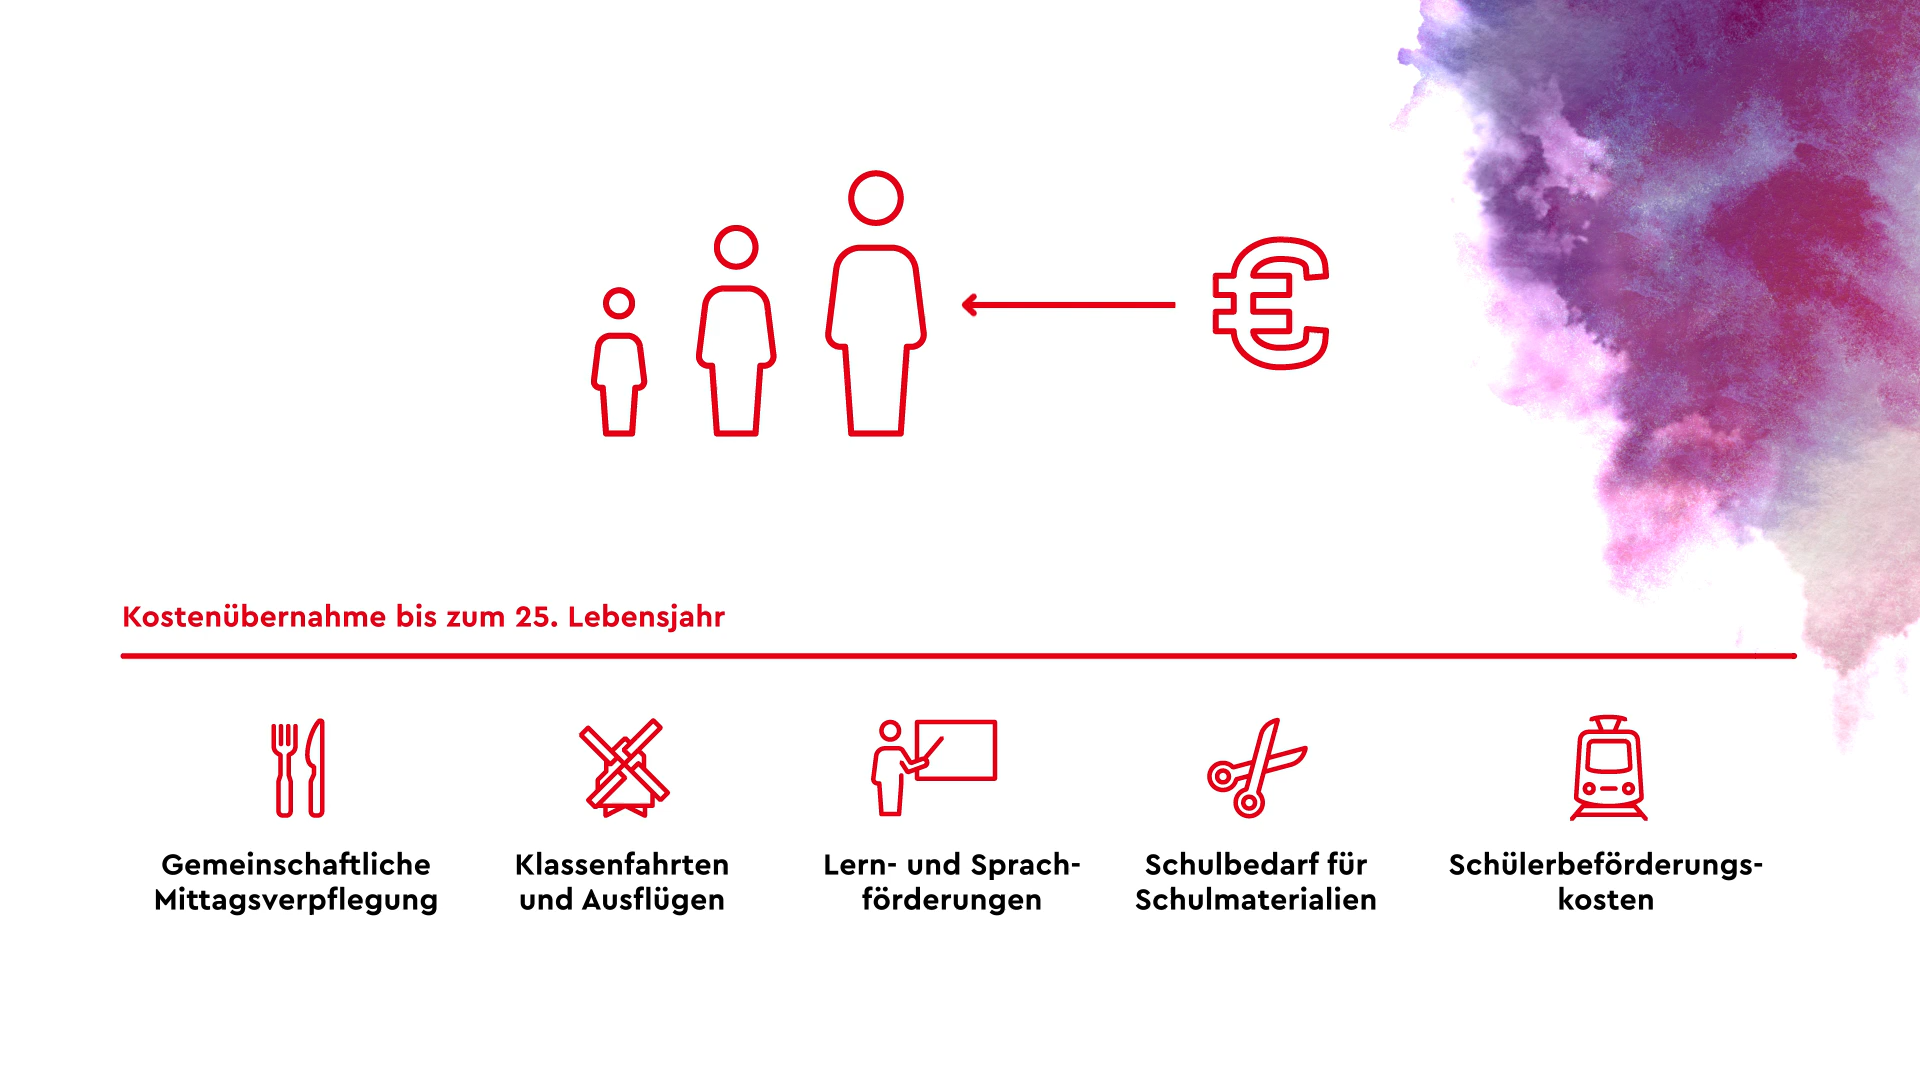 €
Kostenübernahme bis zum 25. Lebensjahr
Gemeinschaftliche
Mittagsverpflegung
Klassenfahrten
und Ausflügen
Lern- und Sprach-
förderungen
Schulbedarf für
Schulmaterialien
Schülerbeförderungs-
kosten